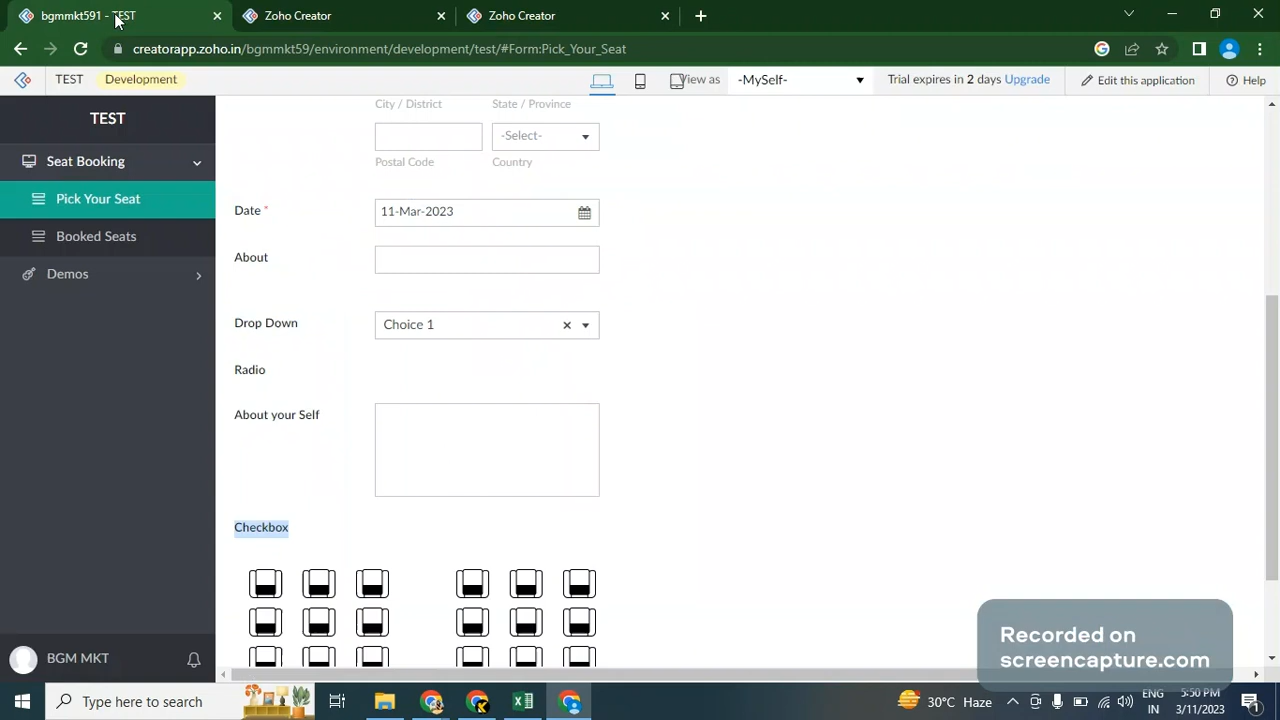 bgmmkt591 - TEST
Zoho Creator
Zoho Creator
creatorapp.zoho.in/bgmmkt59/environment/development/test/#Form:Pick_Your_Seat
TEST
Development
View as
-MySelf-
Trial expires in 2 days Upgrade
Edit this application
Help
TEST
Seat Booking
Pick Your Seat
Booked Seats
Demos
City / District
State / Province
-Select-
Postal Code
Country
Date *
11-Mar-2023
About
Drop Down
Choice 1
Radio
About your Self
Checkbox
BGM MKT
Recorded on
screencapture.com
Type here to search
30°C Haze
ENG
IN
5:50 PM
3/11/2023
1